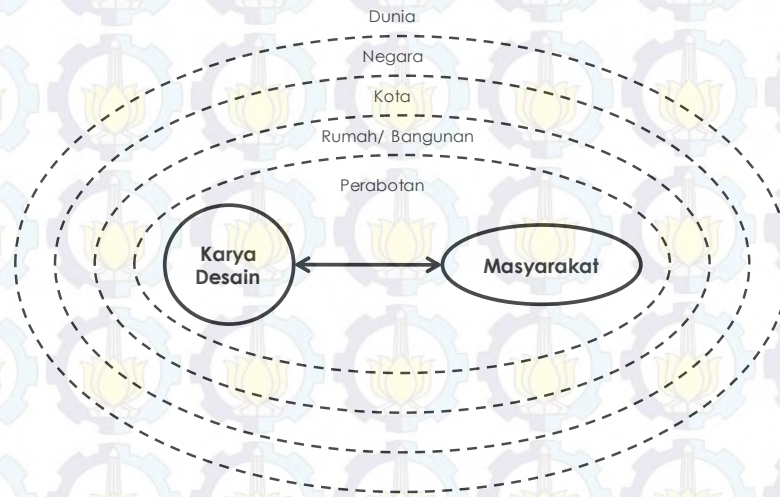 Dunia
Negara
Kota
Rumah/ Bangunan
Perabotan
Karya
Desain
Masyarakat